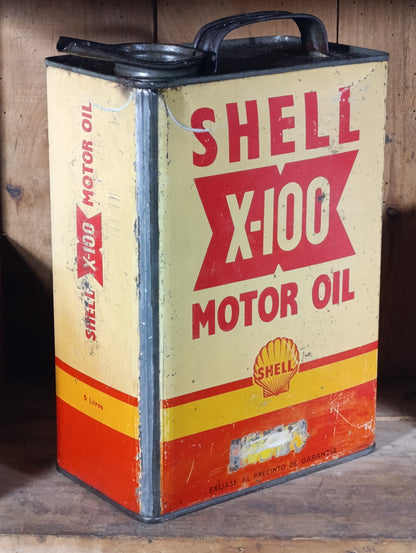 SHELL
X-100
MOTOR OIL
SHELL
EXIJASE EL PRECINTO DE GARANTIA
SHELL X-100 MOTOR OIL
5 Litros